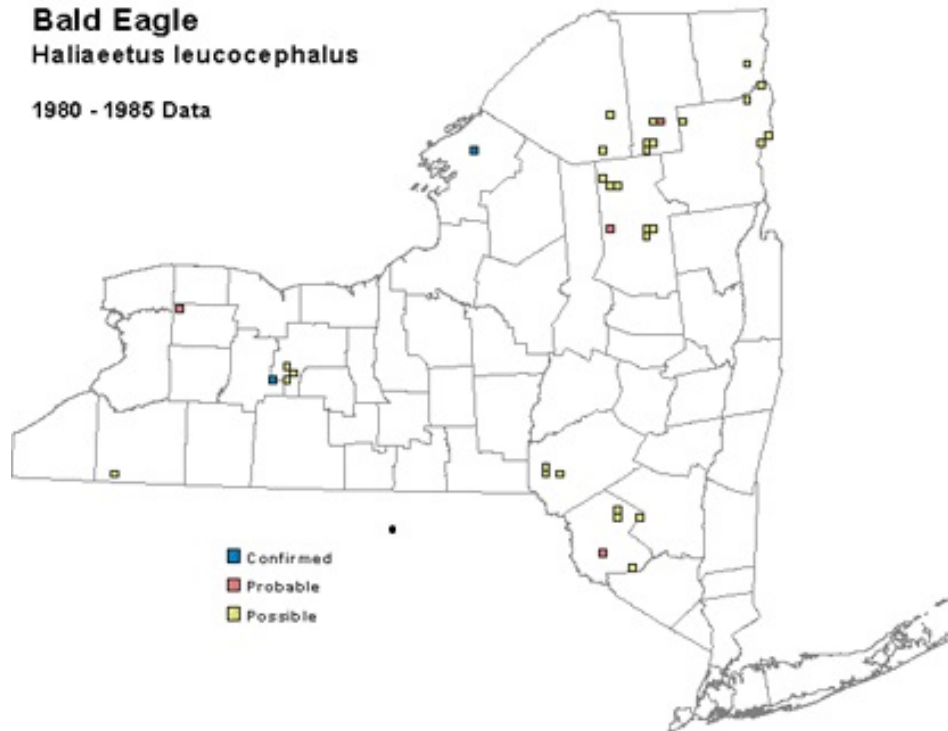 Bald Eagle
Haliaeetus leucocephalus
1980 - 1985 Data
Confirmed
Probable
Possible